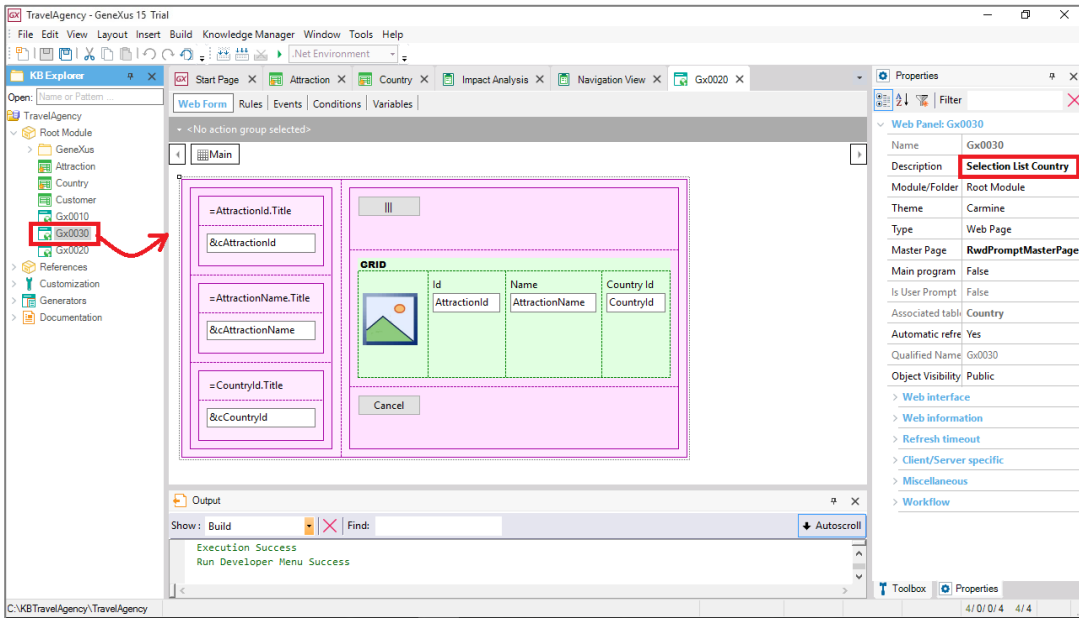 TravelAgency - GeneXus 15 Trial
File Edit View Layout Insert Build Knowledge Manager Window Tools Help
.Net Environment
KB Explorer
Open: Name or Pattern ...
TravelAgency
Root Module
GeneXus
Attraction
Country
Customer
Gx0010
Gx0030
Gx0020
References
Customization
Generators
Documentation
Start Page Attraction Country Impact Analysis Navigation View Gx0020
Web Form Rules Events Conditions Variables
<No action group selected>
Main
=AttractionId.Title
&cAttractionId
=AttractionName.Title
&cAttractionName
=CountryId.Title
&cCountryId
|||
GRID
Id Name Country Id
AttractionId AttractionName CountryId
Cancel
Output
Show: Build Find: Autoscroll
Execution Success
Run Developer Menu Success
Properties
Filter
Web Panel: Gx0030
Name Gx0030
Description Selection List Country
Module/Folder Root Module
Theme Carmine
Type Web Page
Master Page RwdPromptMasterPage
Main program False
Is User Prompt False
Associated tabl Country
Automatic refre Yes
Qualified Name Gx0030
Object Visibility Public
Web interface
Web information
Refresh timeout
Client/Server specific
Miscellaneous
Workflow
Toolbox Properties
C:\KBTravelAgency\TravelAgency 4/0/0/4 4/4